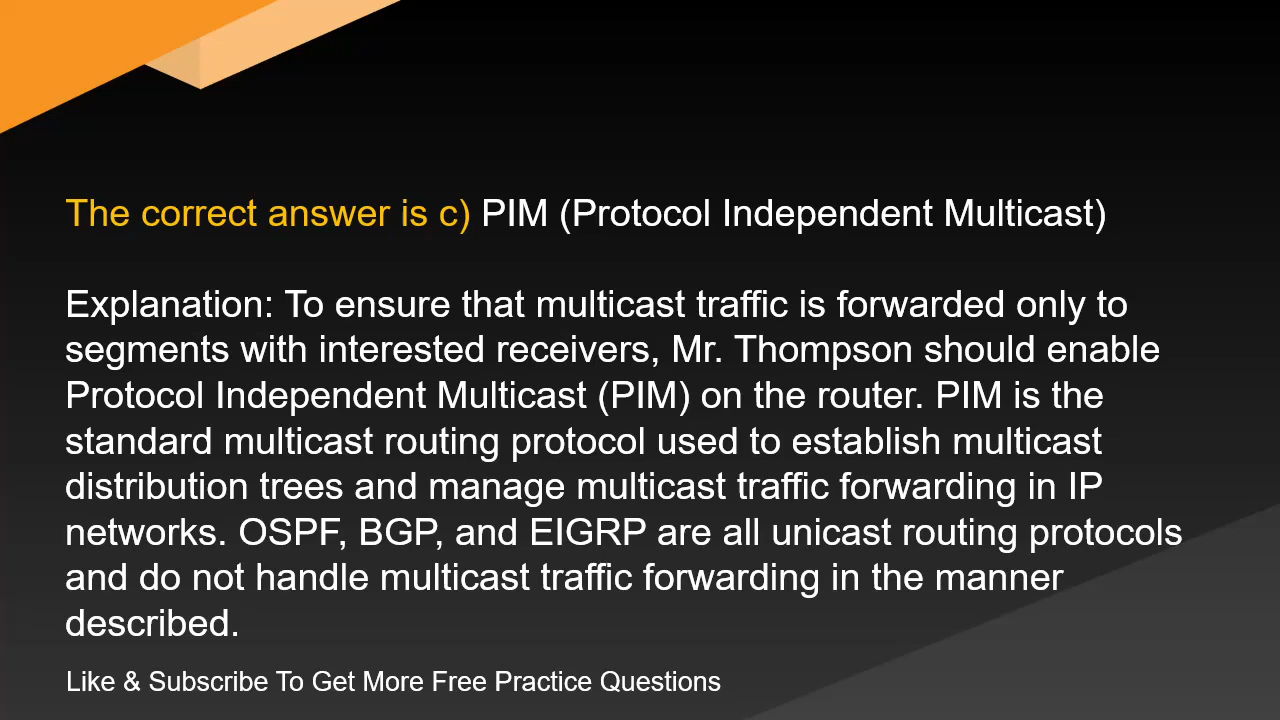 The correct answer is c) PIM (Protocol Independent Multicast)
Explanation: To ensure that multicast traffic is forwarded only to
segments with interested receivers, Mr. Thompson should enable
Protocol Independent Multicast (PIM) on the router. PIM is the
standard multicast routing protocol used to establish multicast
distribution trees and manage multicast traffic forwarding in IP
networks. OSPF, BGP, and EIGRP are all unicast routing protocols
and do not handle multicast traffic forwarding in the manner
described.
Like & Subscribe To Get More Free Practice Questions